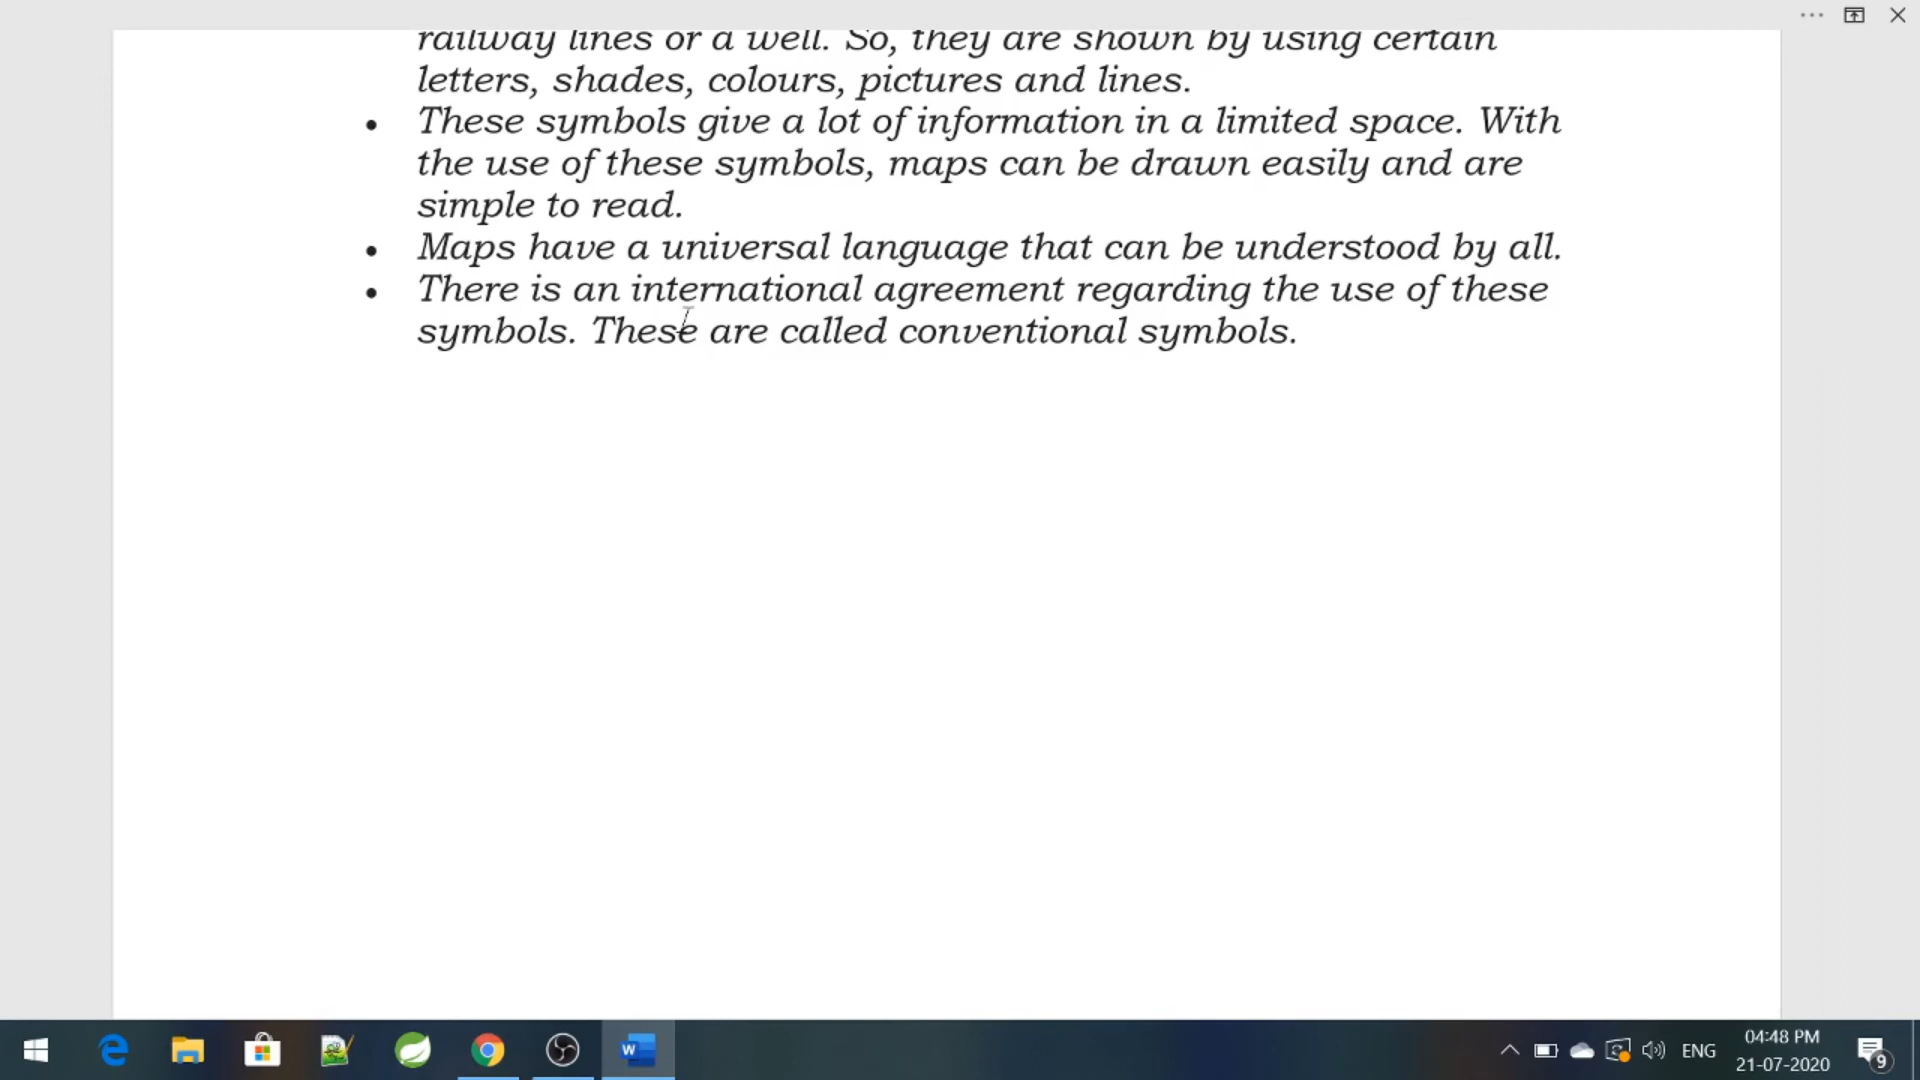 railway lines or a well. So, they are shown by using certain
letters, shades, colours, pictures and lines.
• These symbols give a lot of information in a limited space. With
the use of these symbols, maps can be drawn easily and are
simple to read.
• Maps have a universal language that can be understood by all.
• There is an international agreement regarding the use of these
symbols. These are called conventional symbols.
W
ENG
04:48 PM
21-07-2020
9